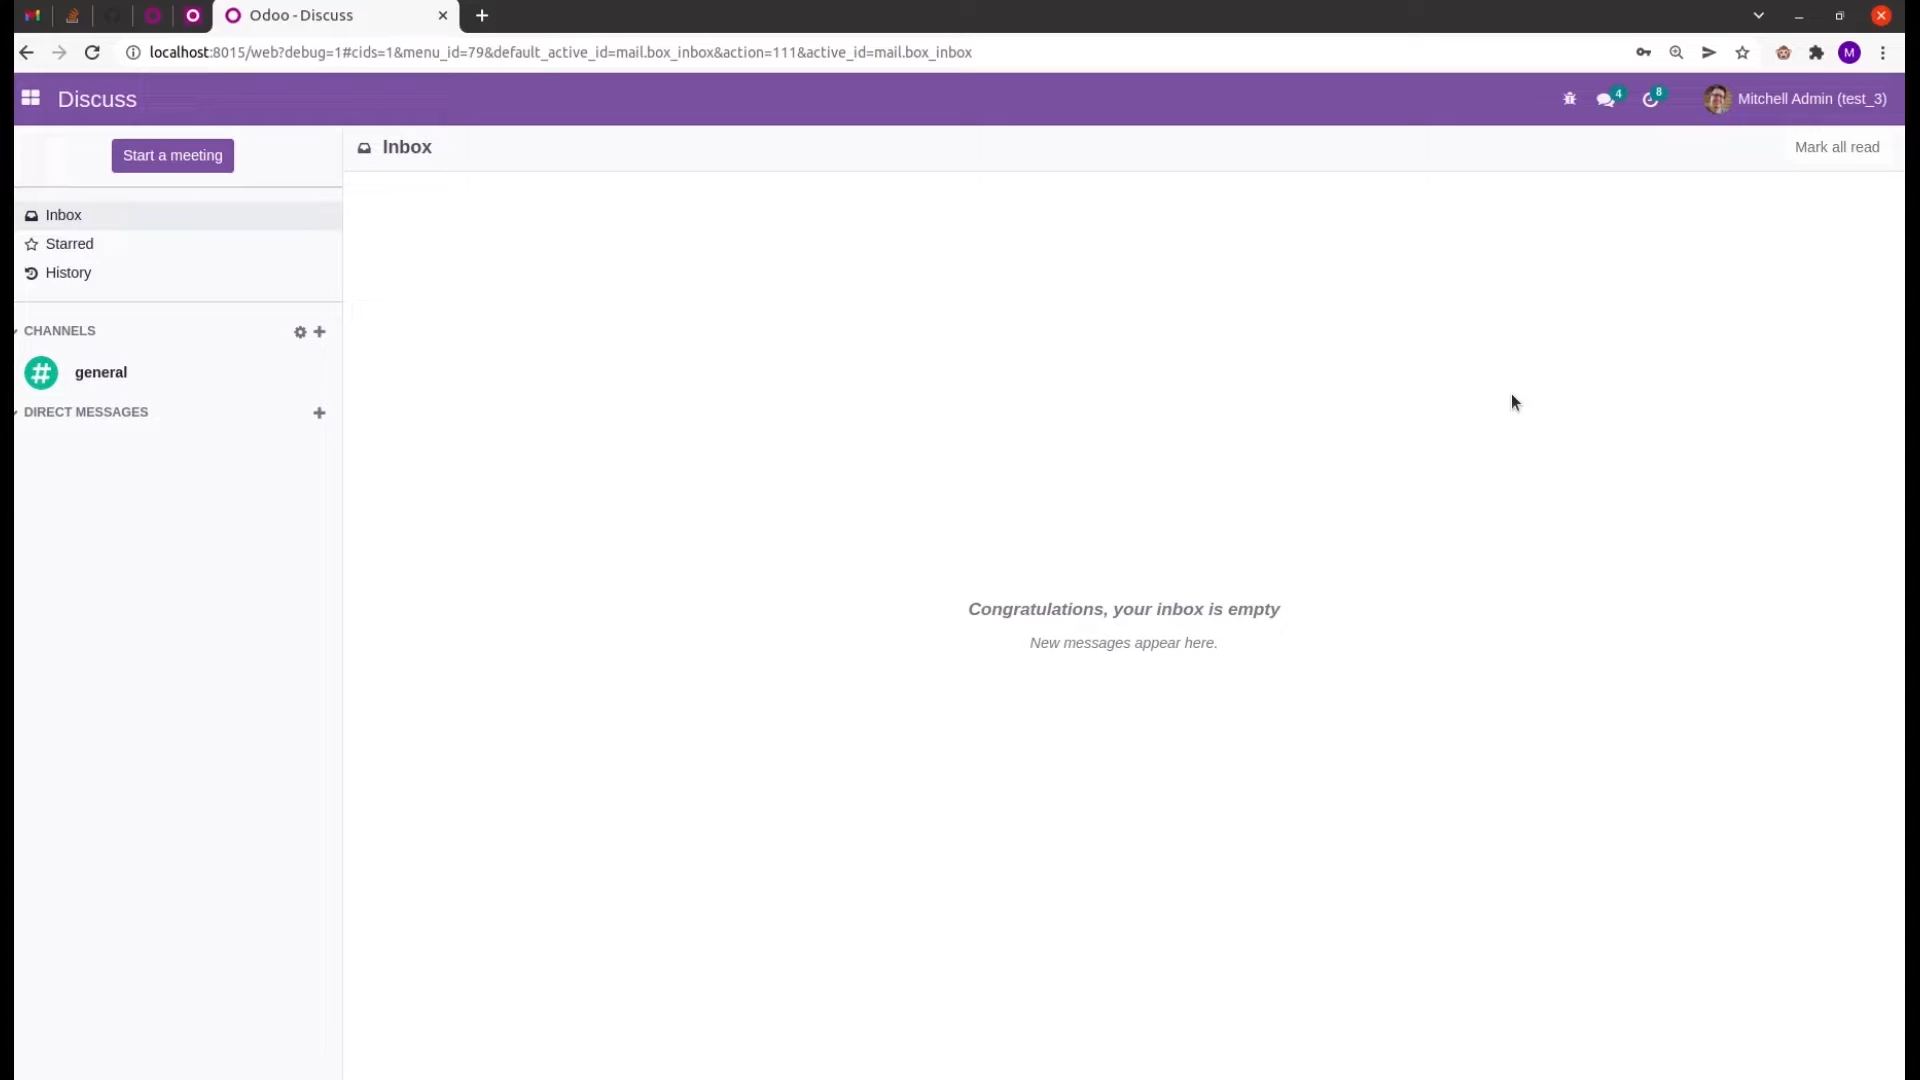 Odoo - Discuss
localhost:8015/web?debug=1#cids=1&menu_id=79&default_active_id=mail.box_inbox&action=111&active_id=mail.box_inbox
M
Discuss
4
8
Mitchell Admin (test_3)
Start a meeting
Inbox
Mark all read
Inbox
Starred
History
CHANNELS
general
DIRECT MESSAGES
Congratulations, your inbox is empty
New messages appear here.